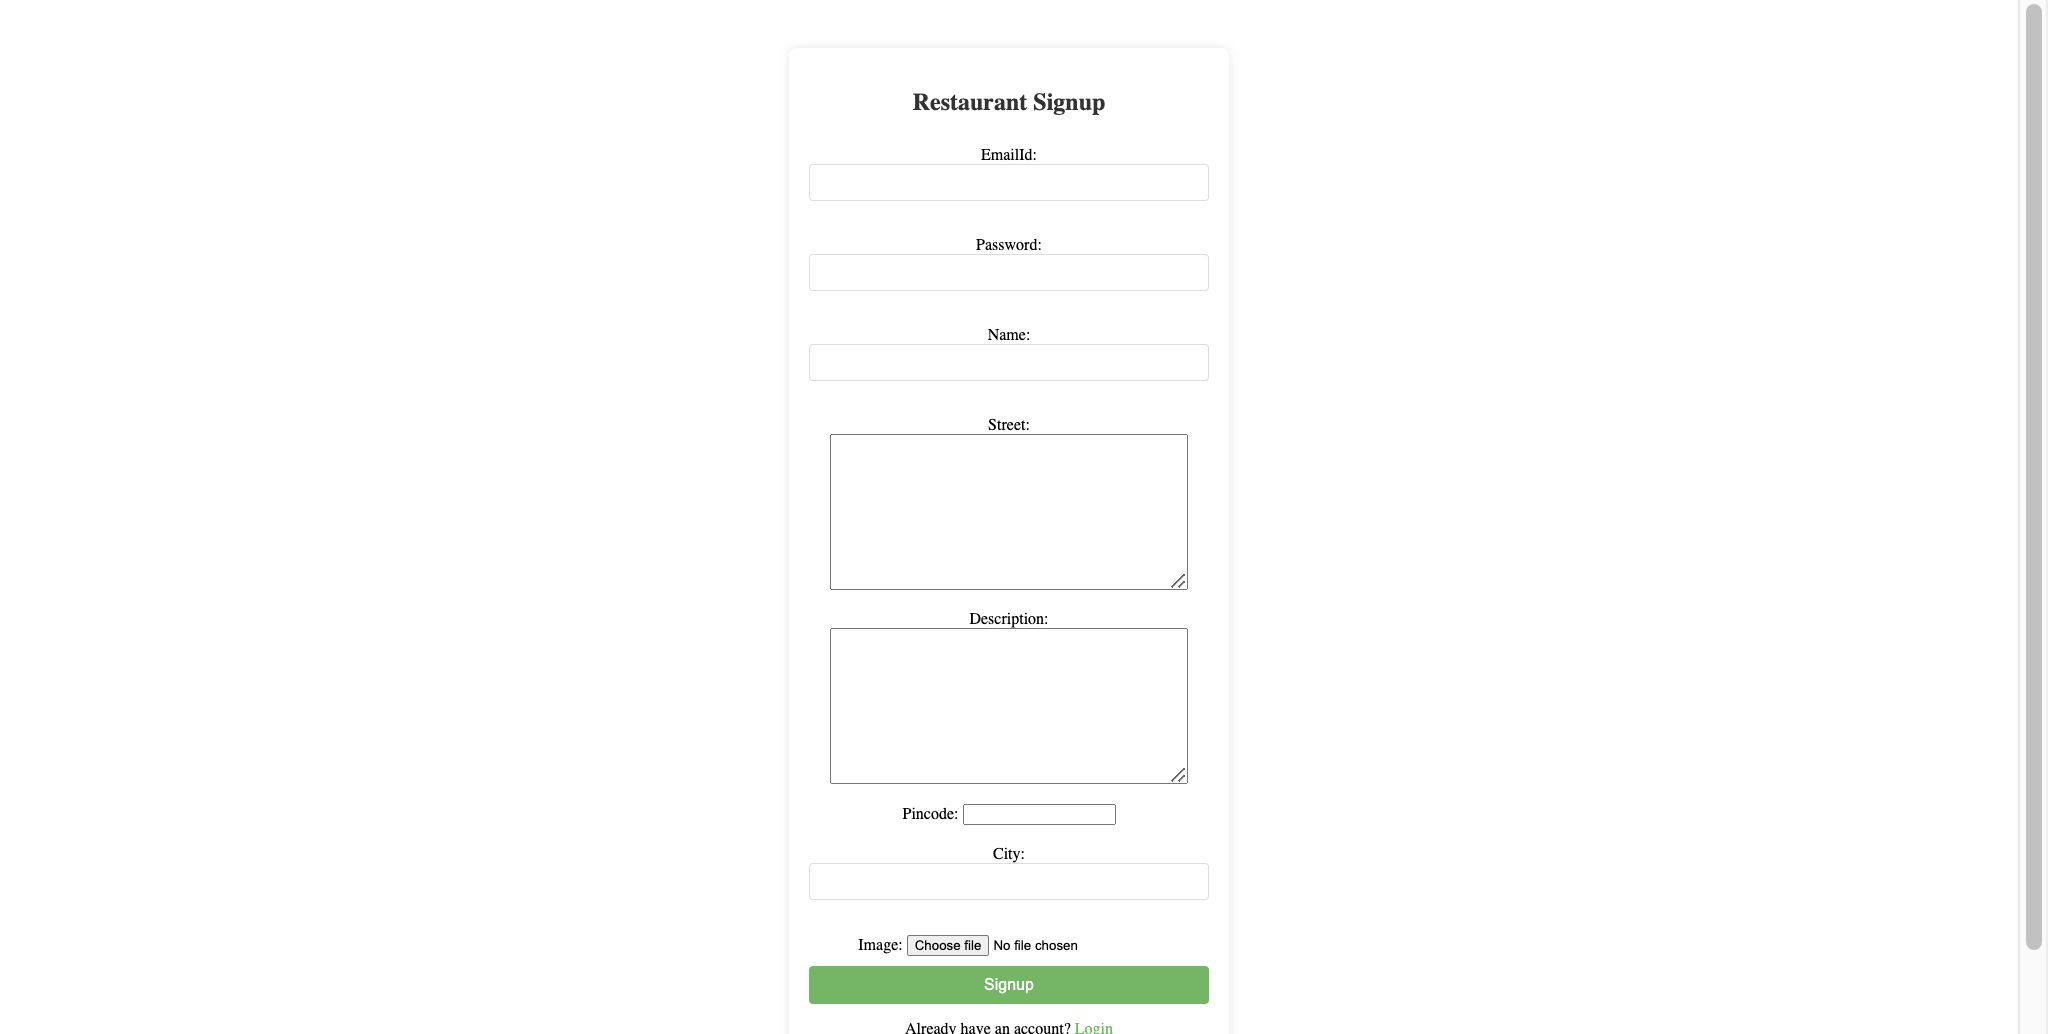 Restaurant Signup
EmailId:
Password:
Name:
Street:
Description:
Pincode:
City:
Image: Choose file No file chosen
Signup
Already have an account? Login